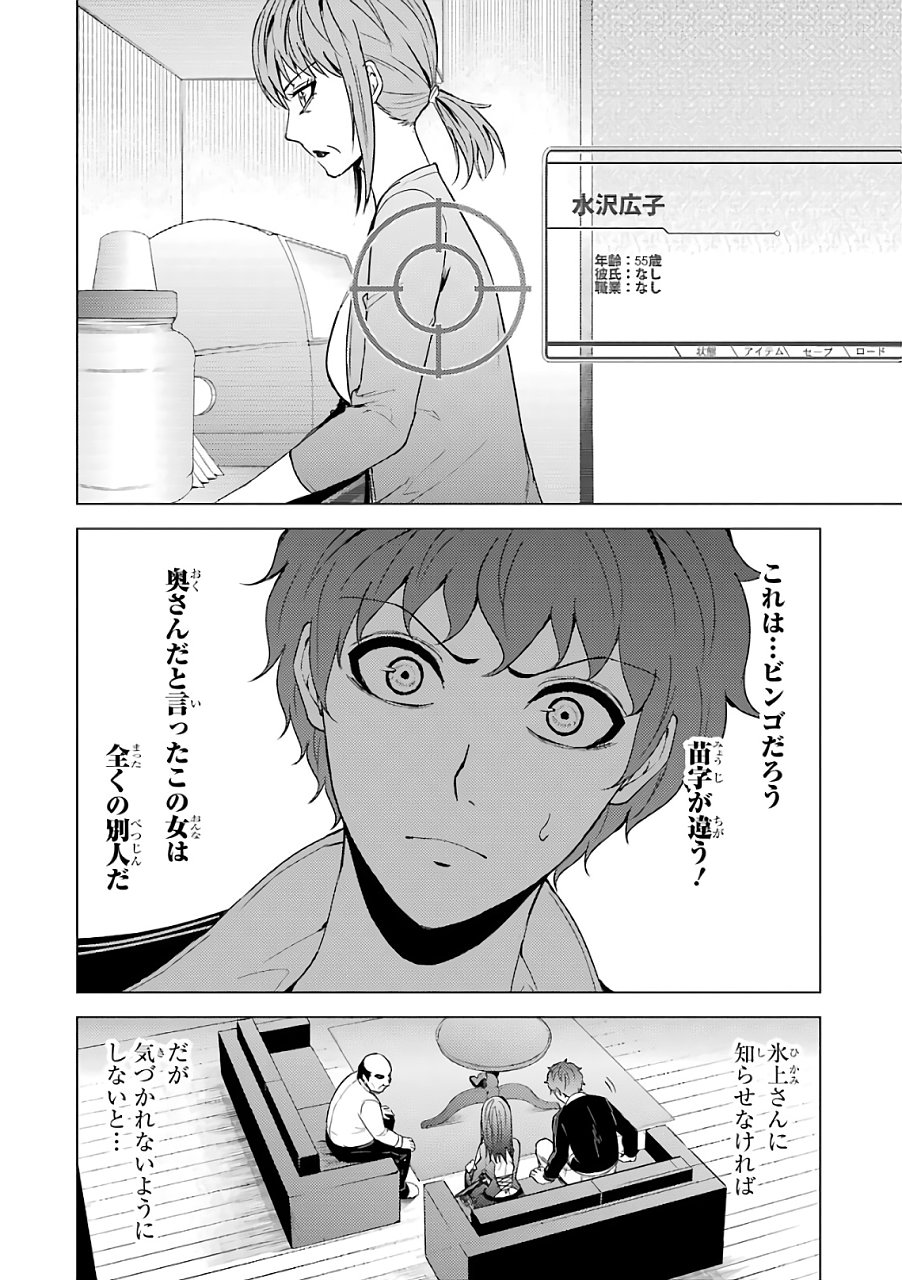 水沢広子
年齢：55歳
彼氏：なし
職業：なし
状態 アイテム セーブ ロード
これは…ビンゴだろう
苗字が違う！
奥さんだと言ったこの女は
全くの別人だ
氷上さんに
知らせなければ
だが
気づかれないように
しないと…